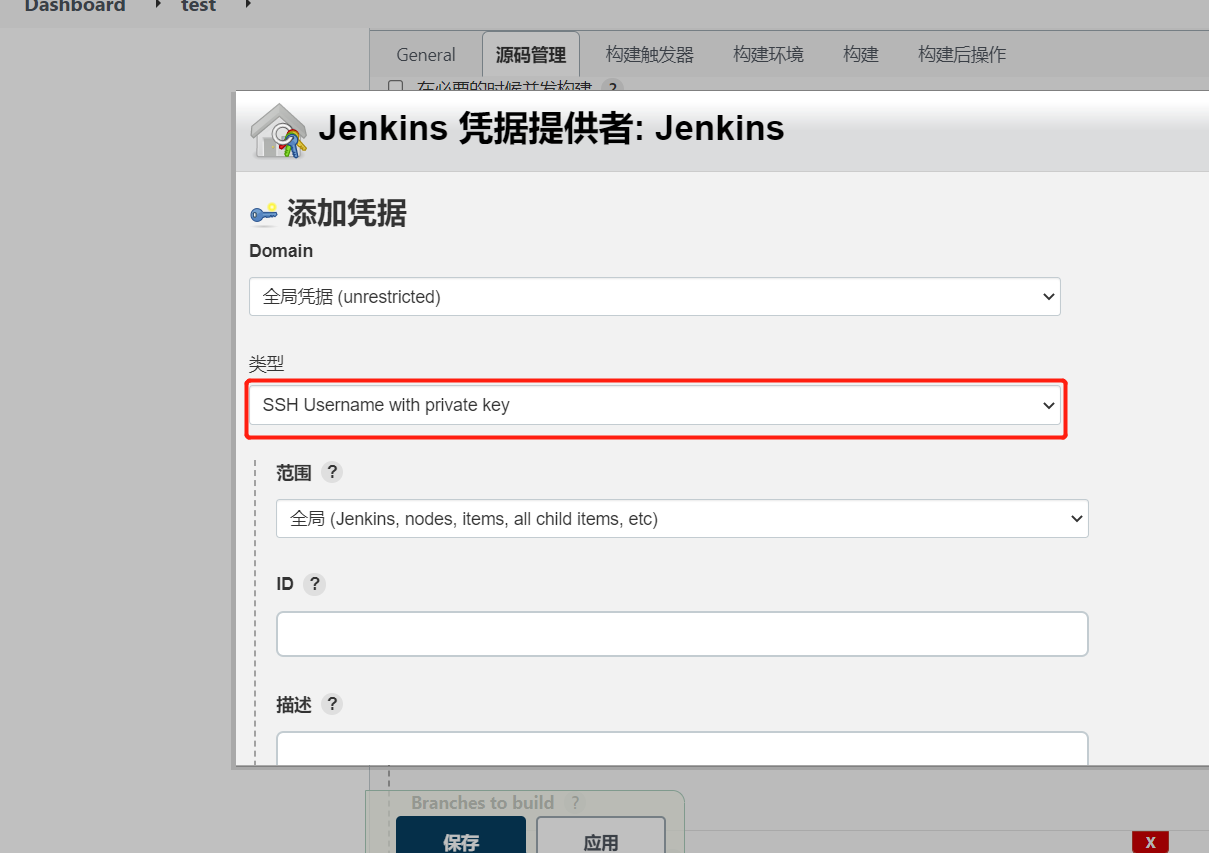 Dashboard test
General 源码管理 构建触发器 构建环境 构建 构建后操作
在必要的时候并发构建 ?
Jenkins 凭据提供者: Jenkins
添加凭据
Domain
全局凭据 (unrestricted)
类型
SSH Username with private key
范围 ?
全局 (Jenkins, nodes, items, all child items, etc)
ID ?
描述 ?
Branches to build ?
保存 应用
X